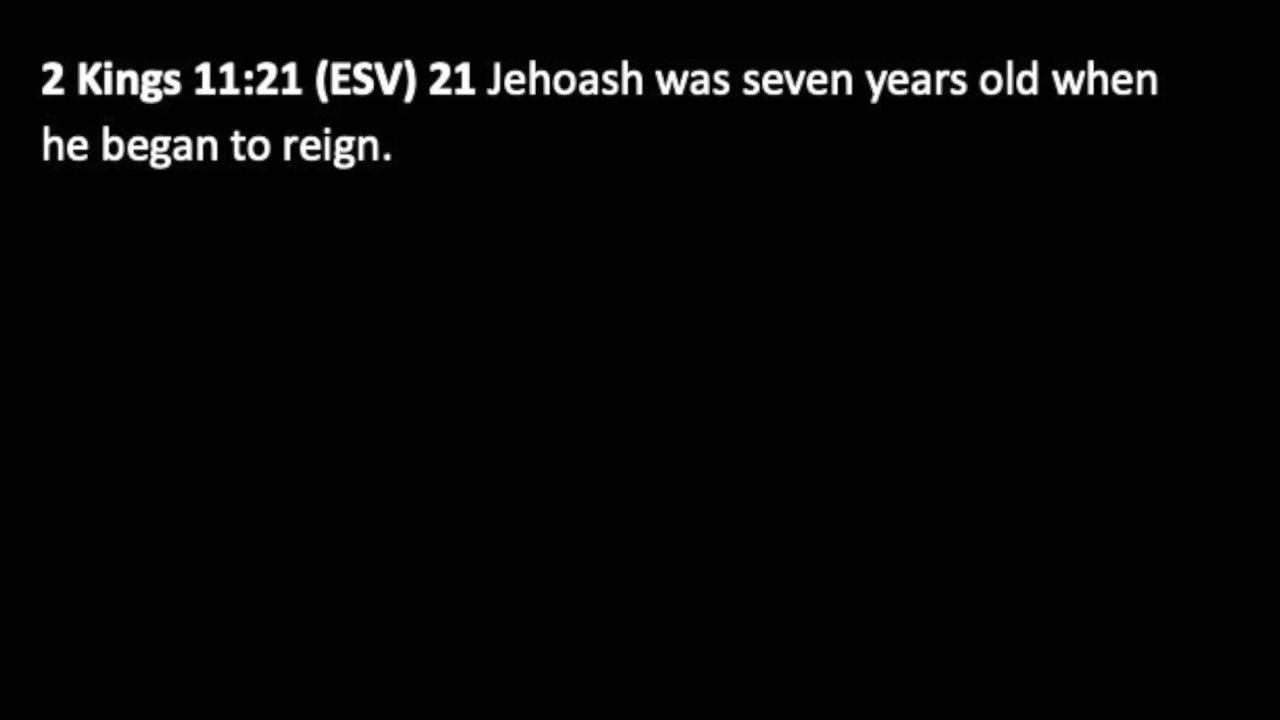 2 Kings 11:21 (ESV) 21 Jehoash was seven years old when
he began to reign.